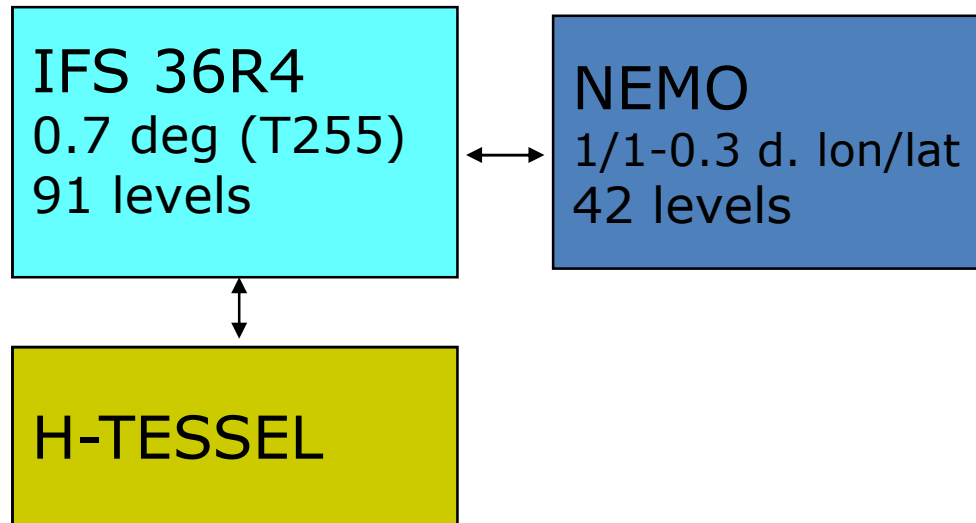 IFS 36R4
0.7 deg (T255)
91 levels
NEMO
1/1-0.3 d. lon/lat
42 levels
H-TESSEL